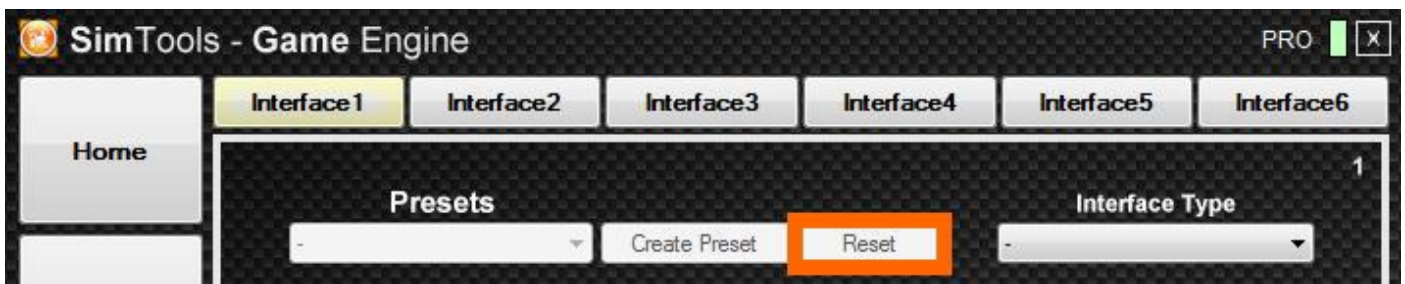 SimTools - Game Engine PRO X
Interface1 Interface2 Interface3 Interface4 Interface5 Interface6
Home
1
Presets Interface Type
- Create Preset Reset -